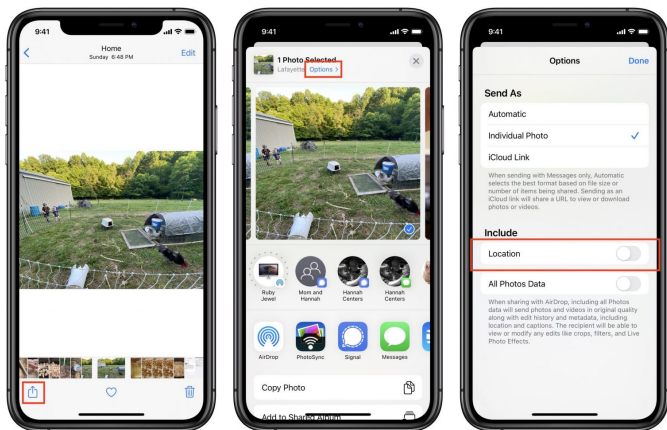 9:41
Home
Sunday 6:48 PM
Edit
9:41
1 Photo Selected
Lafayette Options >
Ruby
Jewel
Mom and
Hannah
Hannah
Centers
Hannah
Centers
AirDrop
PhotoSync
Signal
Messages
Copy Photo
Add to Shared Album
9:41
Options
Done
Send As
Automatic
Individual Photo
iCloud Link
When sending with Messages only, Automatic
selects the best format based on file size or
number of items being shared. Sending as an
iCloud link will share a URL to view or download
photos or videos.
Include
Location
All Photos Data
When sharing with AirDrop, including all Photos
data will send photos and videos in original quality
along with edit history and metadata, including
location and captions. The recipient will be able to
view or modify any edits like crops, filters, and Live
Photo Effects.